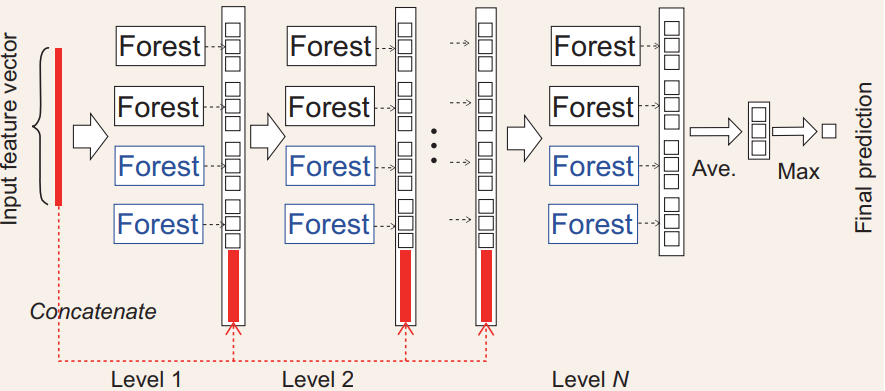 Input feature vector
Forest
Forest
Forest
Forest
Forest
Forest
Forest
Forest
Forest
Forest
Forest
Forest
Ave.
Max
Final prediction
Concatenate
Level 1
Level 2
Level N